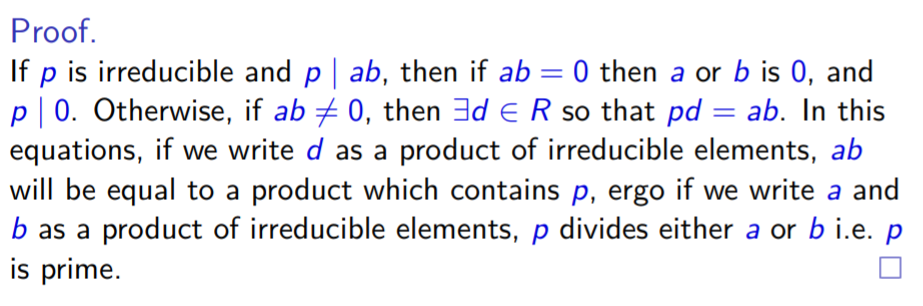 Proof.
If p is irreducible and p | ab, then if ab = 0 then a or b is 0, and
p | 0. Otherwise, if ab ≠ 0, then ∃d ∈ R so that pd = ab. In this
equations, if we write d as a product of irreducible elements, ab
will be equal to a product which contains p, ergo if we write a and
b as a product of irreducible elements, p divides either a or b i.e. p
is prime. □